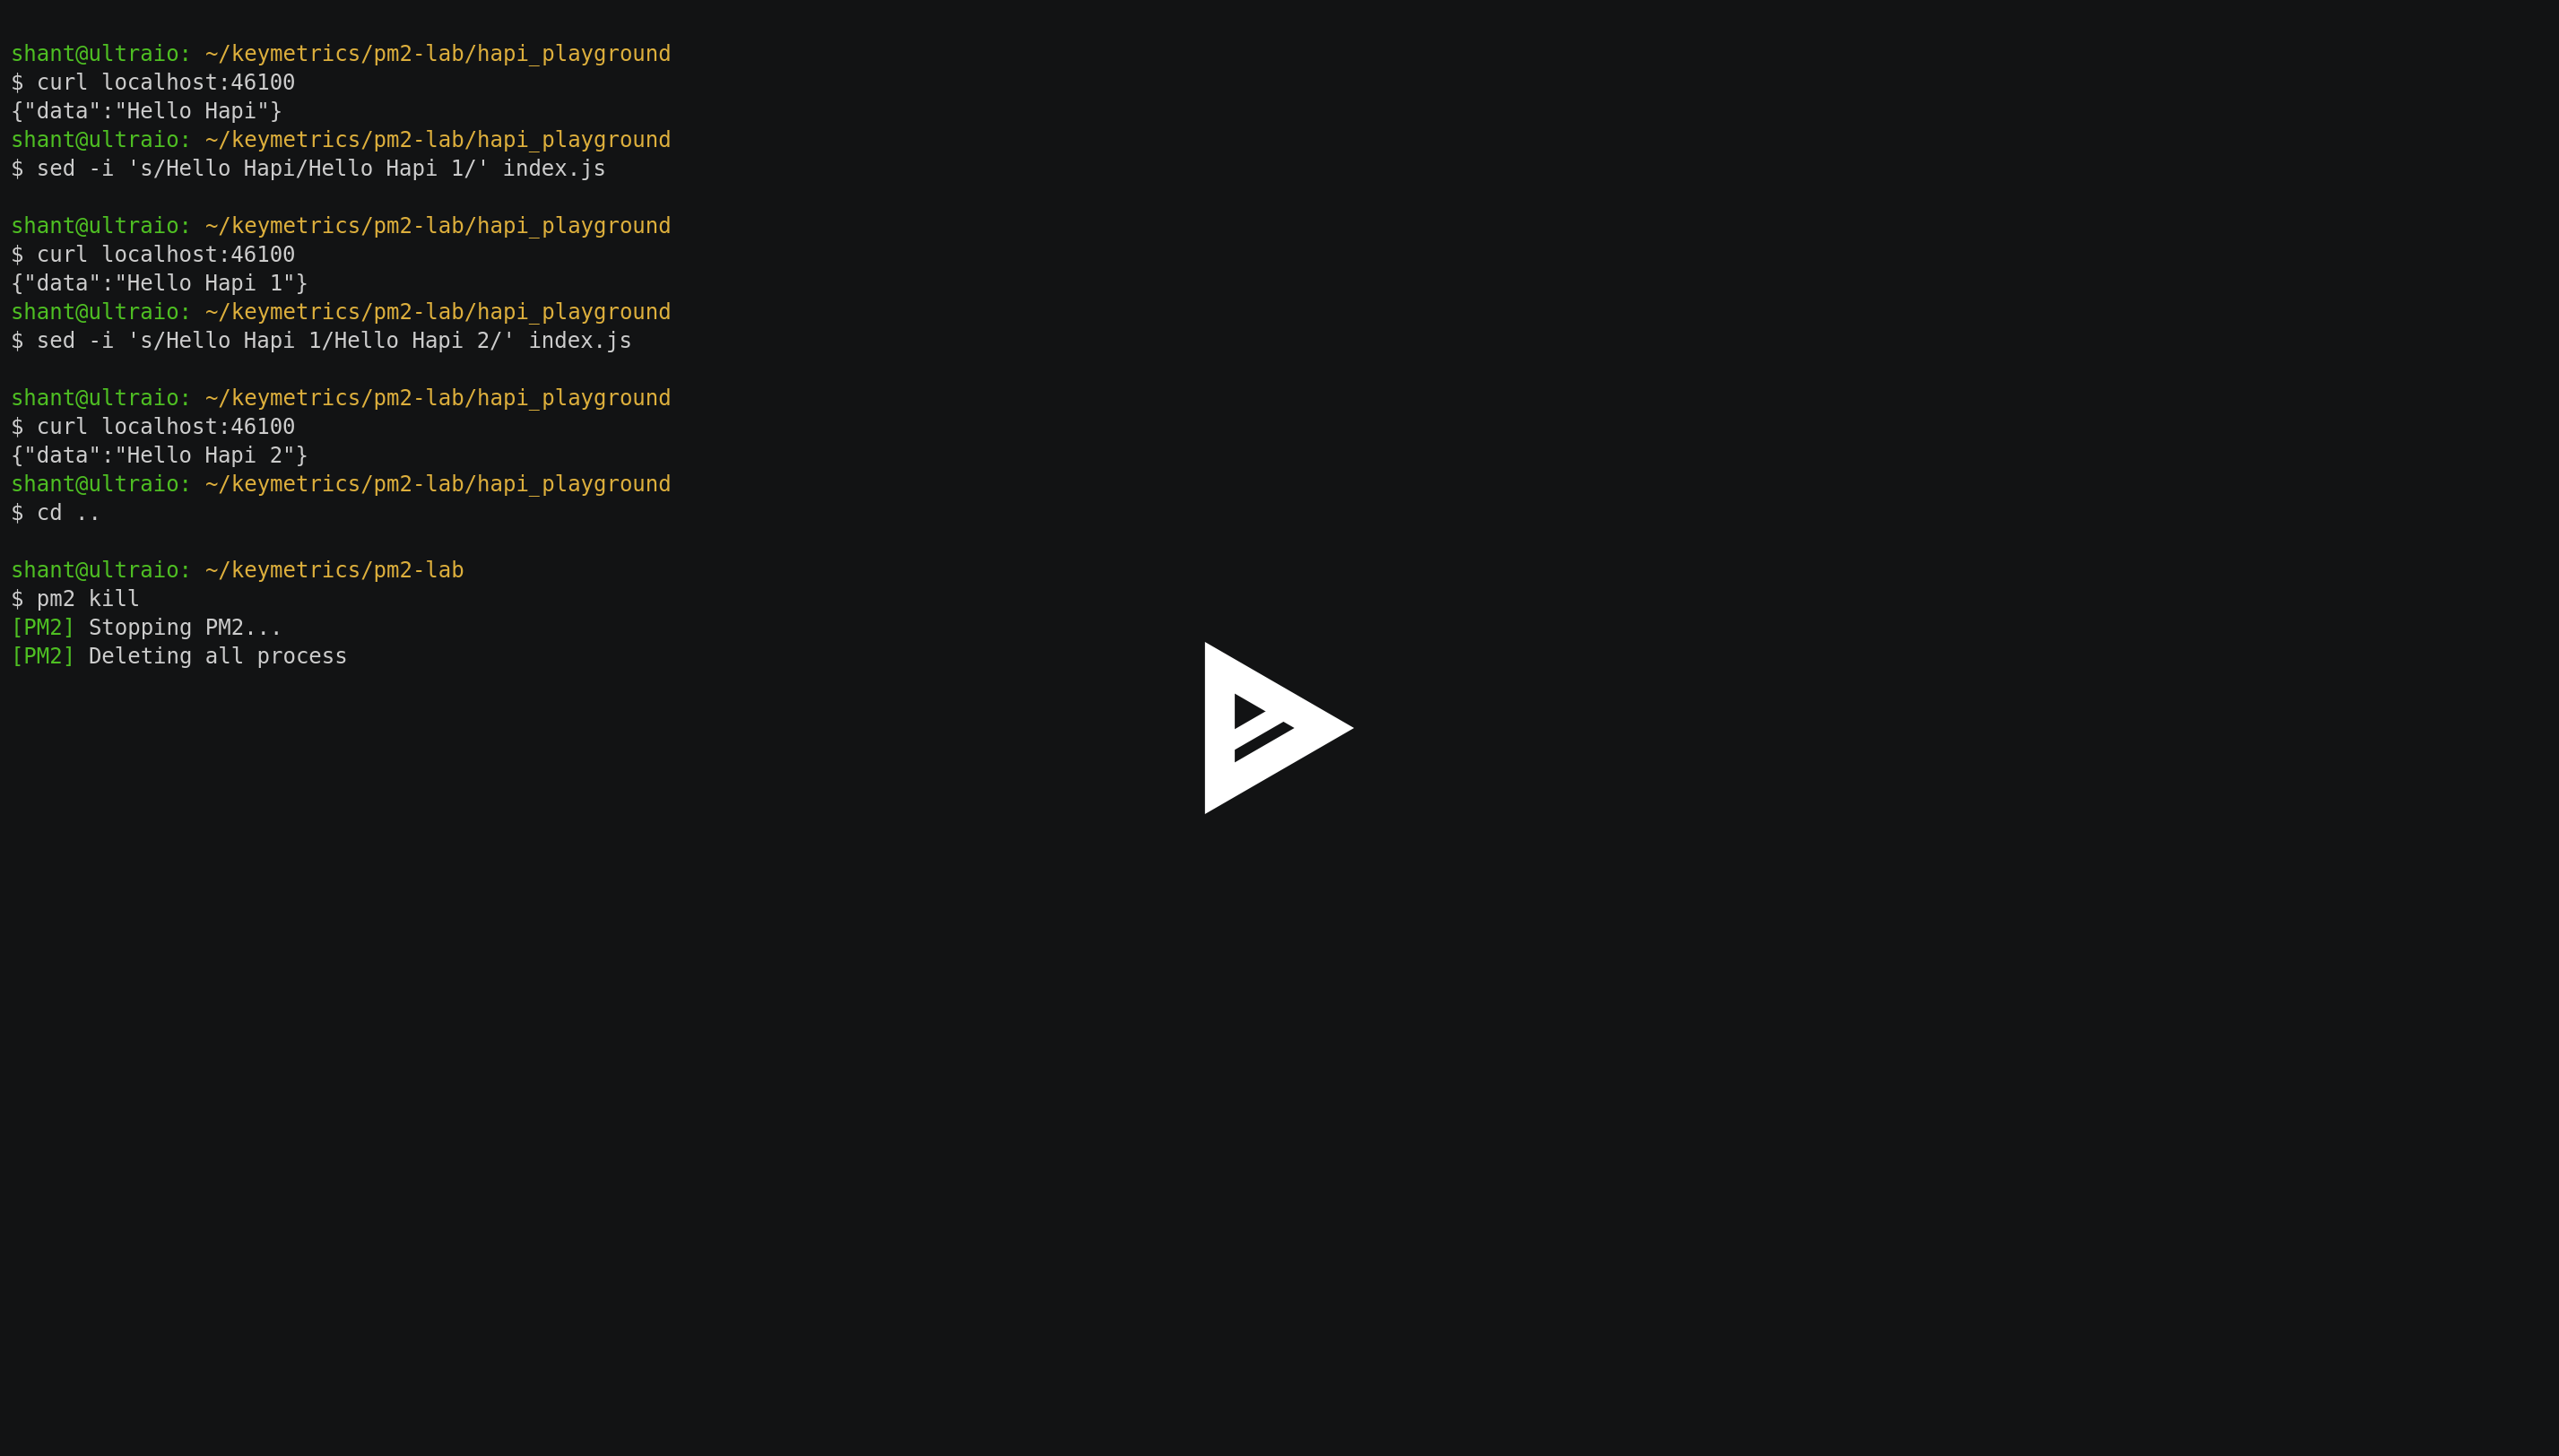 shant@ultraio: ~/keymetrics/pm2-lab/hapi_playground
$ curl localhost:46100
{"data":"Hello Hapi"}
shant@ultraio: ~/keymetrics/pm2-lab/hapi_playground
$ sed -i 's/Hello Hapi/Hello Hapi 1/' index.js
shant@ultraio: ~/keymetrics/pm2-lab/hapi_playground
$ curl localhost:46100
{"data":"Hello Hapi 1"}
shant@ultraio: ~/keymetrics/pm2-lab/hapi_playground
$ sed -i 's/Hello Hapi 1/Hello Hapi 2/' index.js
shant@ultraio: ~/keymetrics/pm2-lab/hapi_playground
$ curl localhost:46100
{"data":"Hello Hapi 2"}
shant@ultraio: ~/keymetrics/pm2-lab/hapi_playground
$ cd ..
shant@ultraio: ~/keymetrics/pm2-lab
$ pm2 kill
[PM2] Stopping PM2...
[PM2] Deleting all process